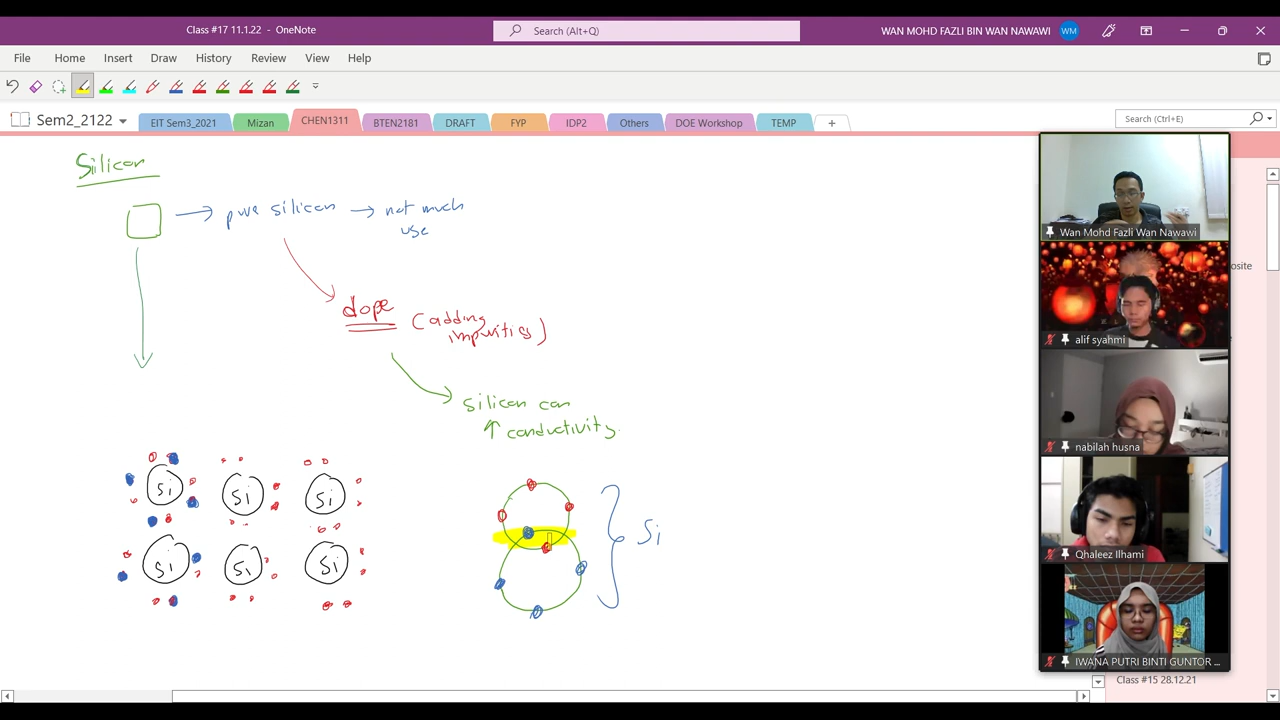 Class #17 11.1.22 - OneNote
Search (Alt+Q)
WAN MOHD FAZLI BIN WAN NAWAWI
WM
File Home Insert Draw History Review View Help
Sem2_2122
EIT Sem3_2021 Mizan CHEN1311 BTEN2181 DRAFT FYP IDP2 Others DOE Workshop TEMP +
Search (Ctrl+E)
Silicon
pure silicon → not much
use
dope (adding
impurities)
silicon can
↑ conductivity.
Si Si Si
Si Si Si
Si
Wan Mohd Fazli Wan Nawawi
alif syahmi
nabilah husna
Qhaleez Ilhami
IWANA PUTRI BINTI GUNTOR ...
osite
Class #15 28.12.21